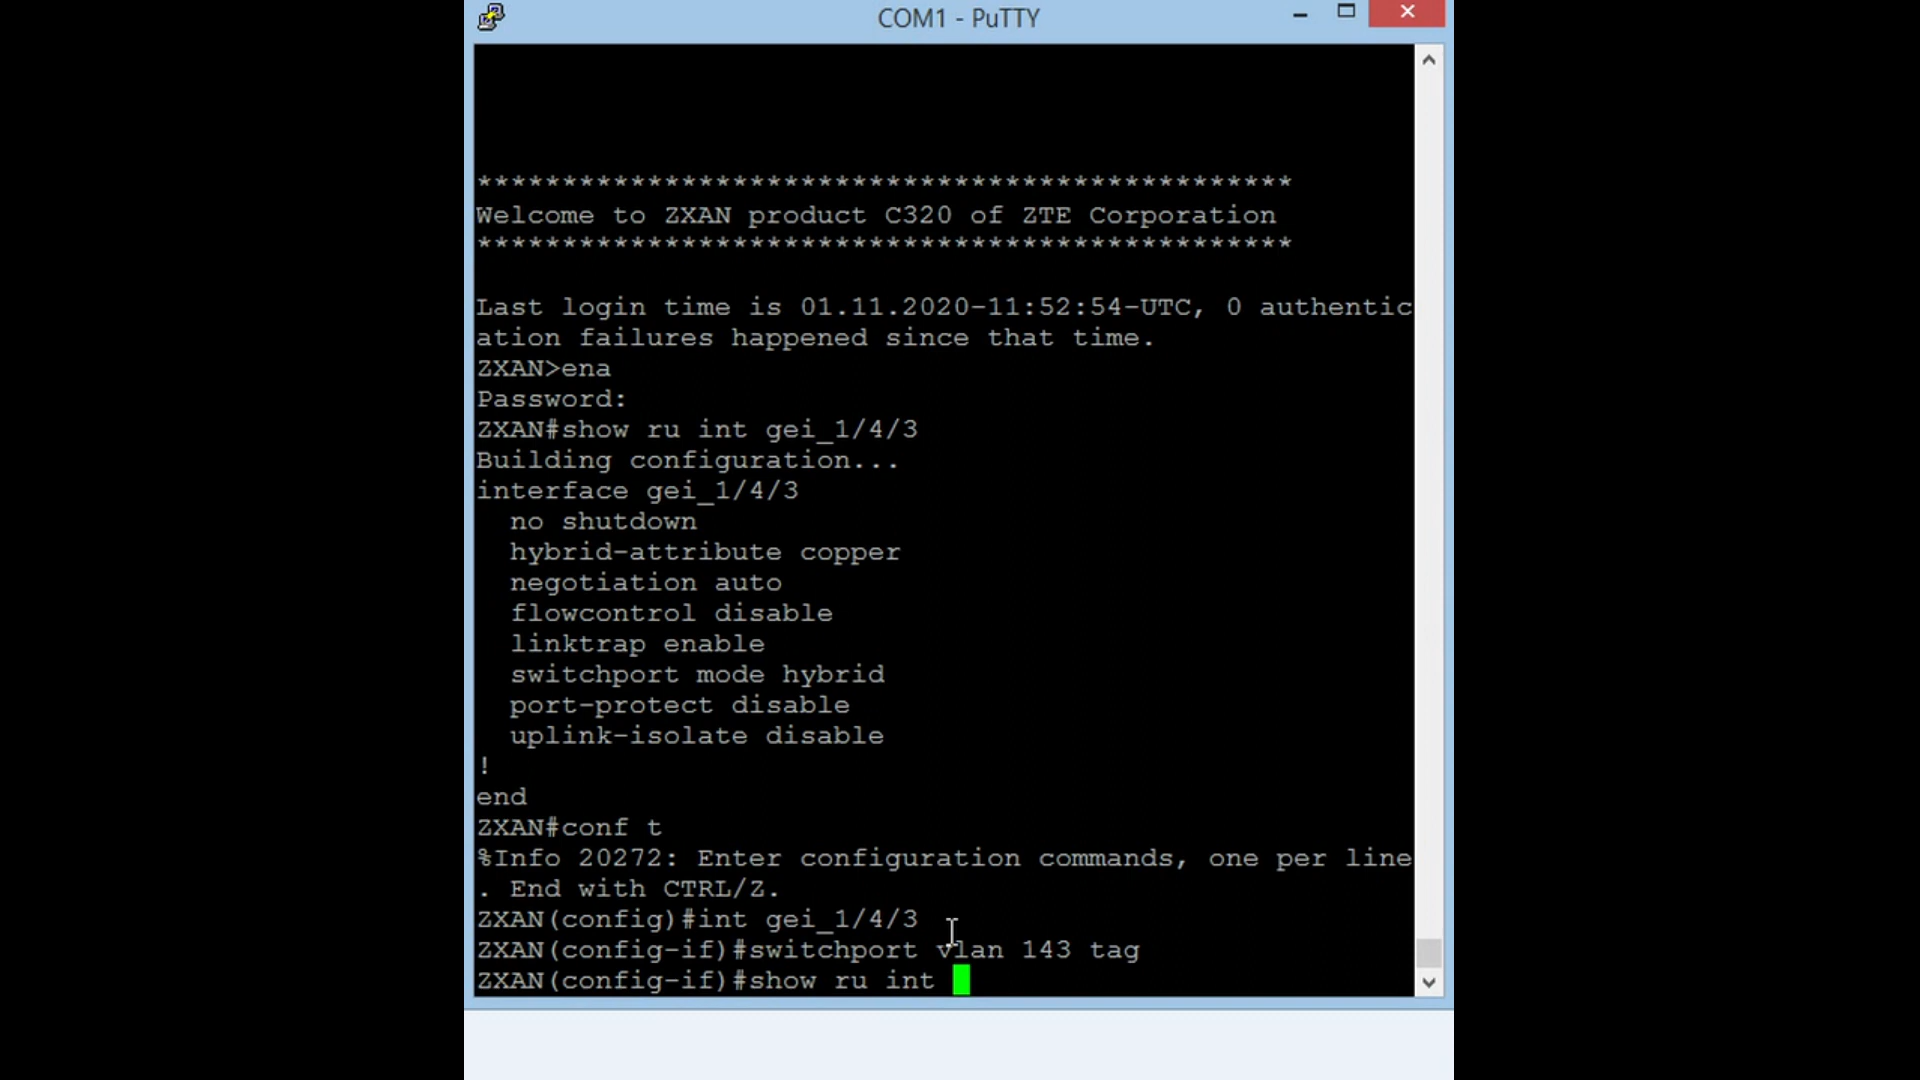 COM1 - PuTTY
************************************************
Welcome to ZXAN product C320 of ZTE Corporation
************************************************
Last login time is 01.11.2020-11:52:54-UTC, 0 authentic
ation failures happened since that time.
ZXAN>ena
Password:
ZXAN#show ru int gei_1/4/3
Building configuration...
interface gei_1/4/3
  no shutdown
  hybrid-attribute copper
  negotiation auto
  flowcontrol disable
  linktrap enable
  switchport mode hybrid
  port-protect disable
  uplink-isolate disable
!
end
ZXAN#conf t
%Info 20272: Enter configuration commands, one per line
. End with CTRL/Z.
ZXAN(config)#int gei_1/4/3
ZXAN(config-if)#switchport vlan 143 tag
ZXAN(config-if)#show ru int